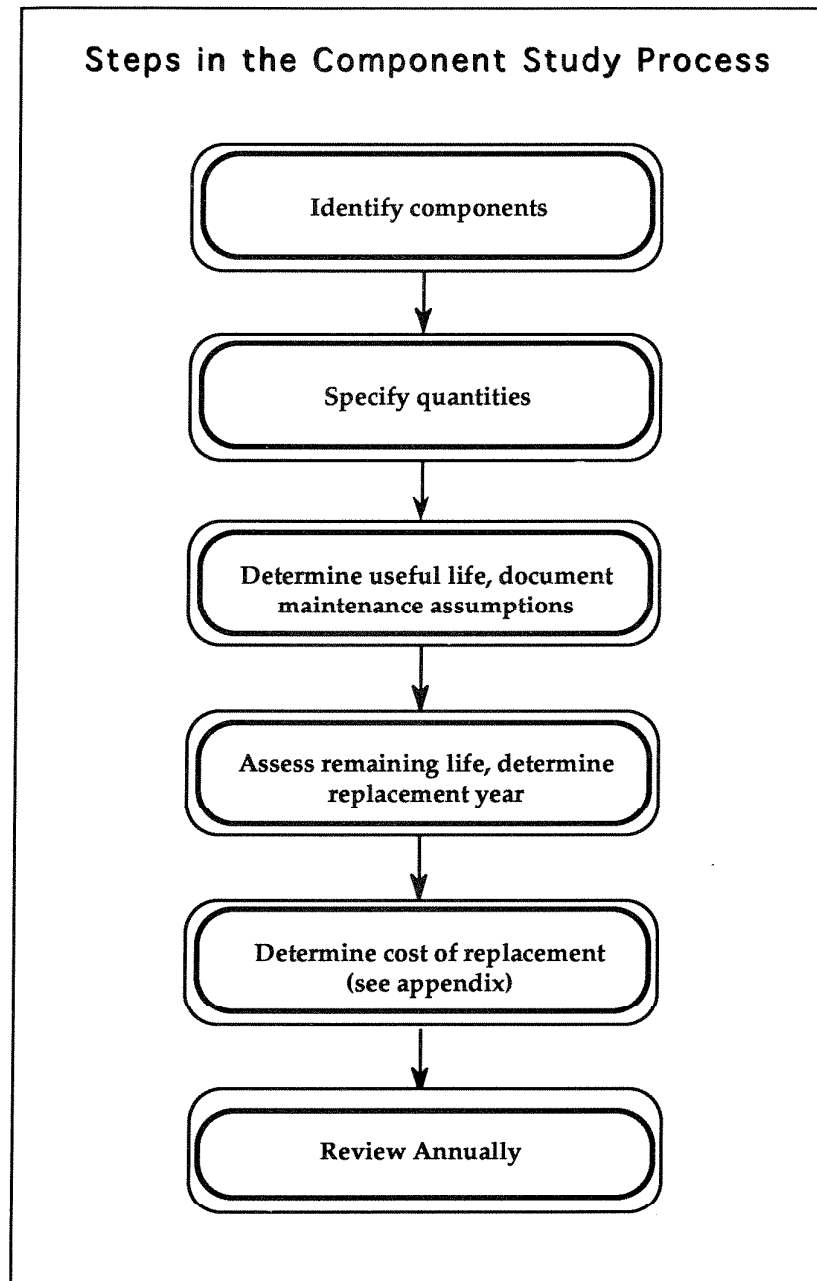 Steps in the Component Study Process
Identify components
Specify quantities
Determine useful life, document
maintenance assumptions
Assess remaining life, determine
replacement year
Determine cost of replacement
(see appendix)
Review Annually